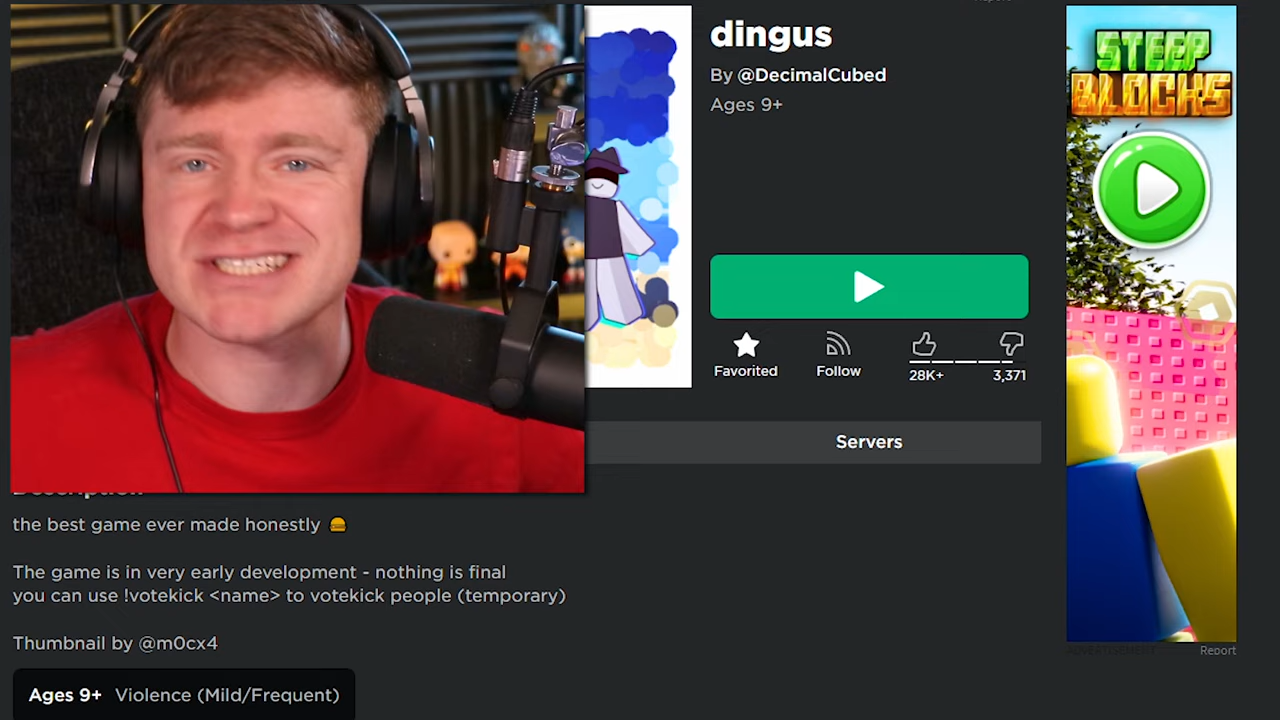 dingus
By @DecimalCubed
Ages 9+
Favorited
Follow
28K+
3,371
Servers
Description
the best game ever made honestly 🍔
The game is in very early development - nothing is final
you can use !votekick <name> to votekick people (temporary)
Thumbnail by @m0cx4
Ages 9+ Violence (Mild/Frequent)
STEEP
BLOCKS
ADVERTISEMENT
Report